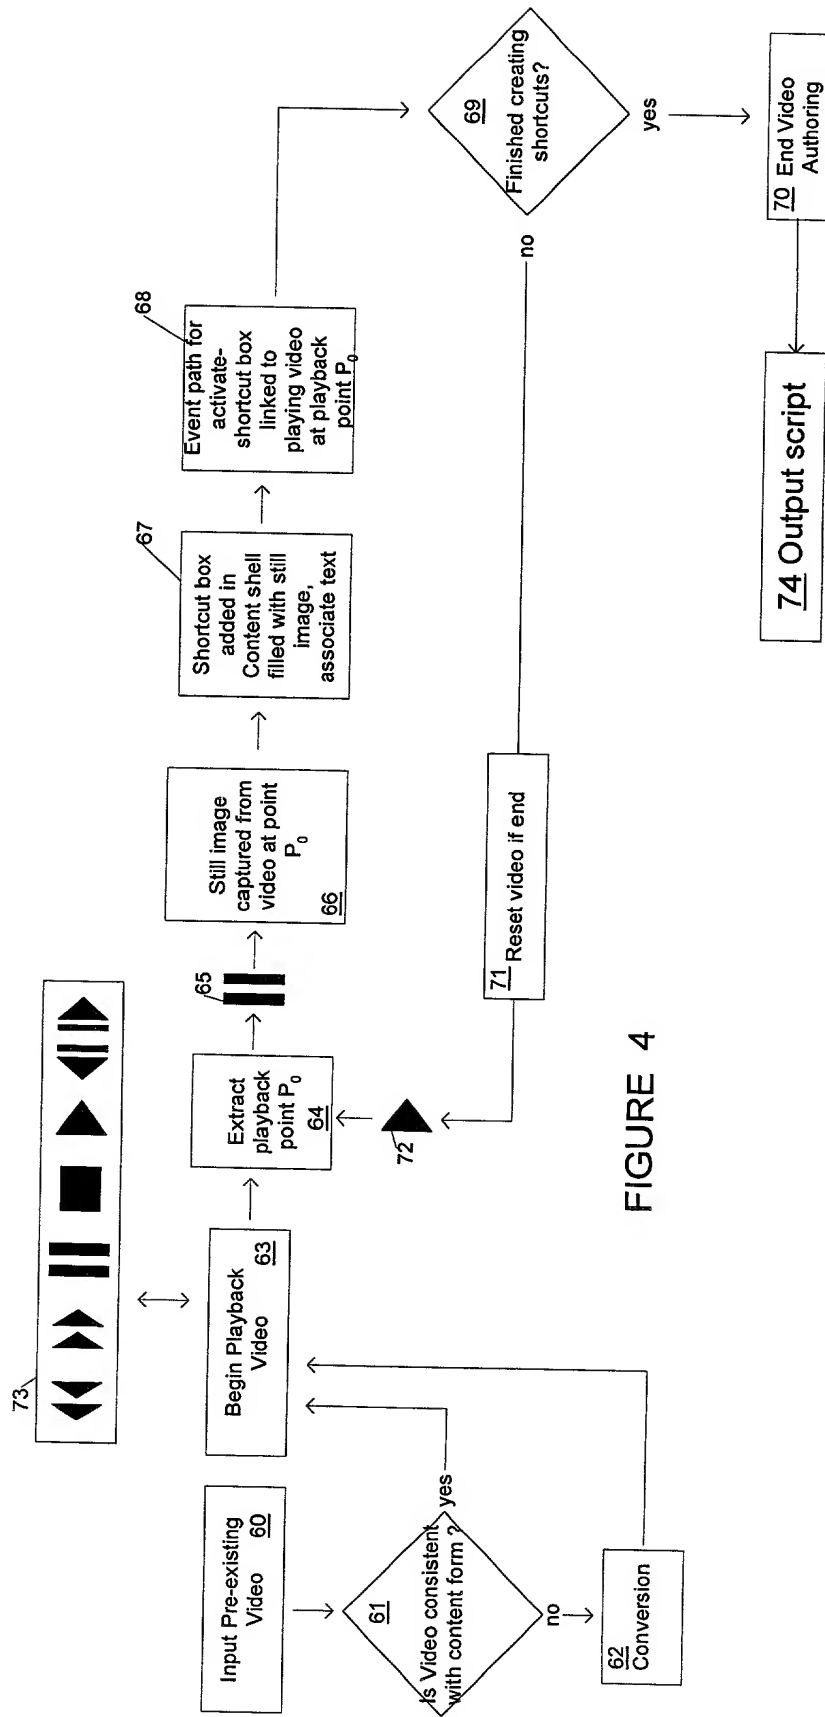 73
Input Pre-existing
Video 60
61
Is Video consistent
with content form ?
yes
no
62
Conversion
Begin Playback
Video
63
Extract
playback
point P0
64
65
72
Still image
captured from
video at point
P0
66
67
Shortcut box
added in
Content shell
filled with still
image,
associate text
68
Event path for
activate-
shortcut box
linked to
playing video
at playback
point P0
69
Finished creating
shortcuts?
no
yes
71 Reset video if end
70 End Video
Authoring
74 Output script
FIGURE 4